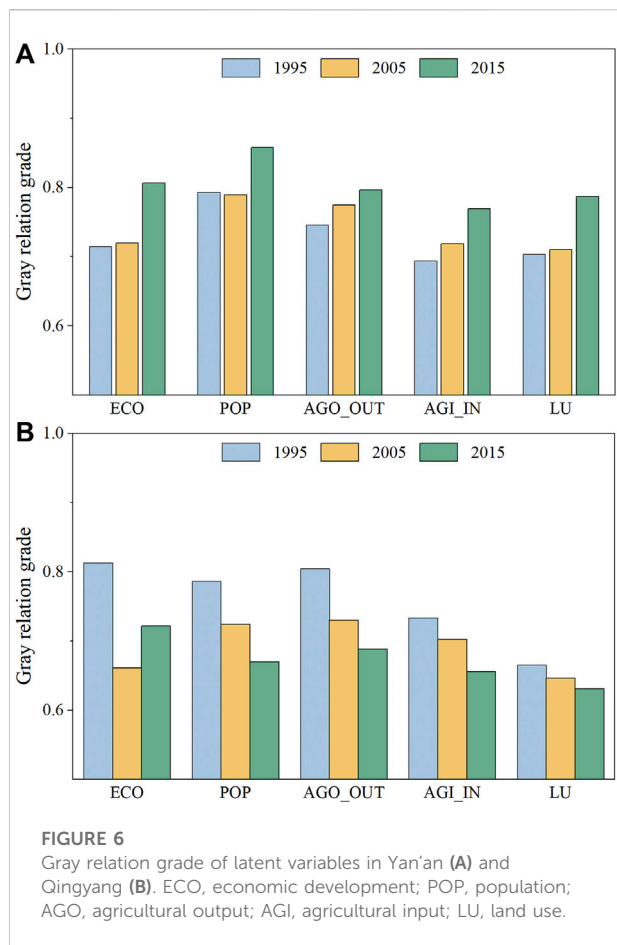 A
1.0
1995 2005 2015
0.8
Gray relation grade
0.6
ECO POP AGO_OUT AGI_IN LU
B
1.0
1995 2005 2015
0.8
Gray relation grade
0.6
ECO POP AGO_OUT AGI_IN LU
FIGURE 6
Gray relation grade of latent variables in Yan’an (A) and
Qingyang (B). ECO, economic development; POP, population;
AGO, agricultural output; AGI, agricultural input; LU, land use.